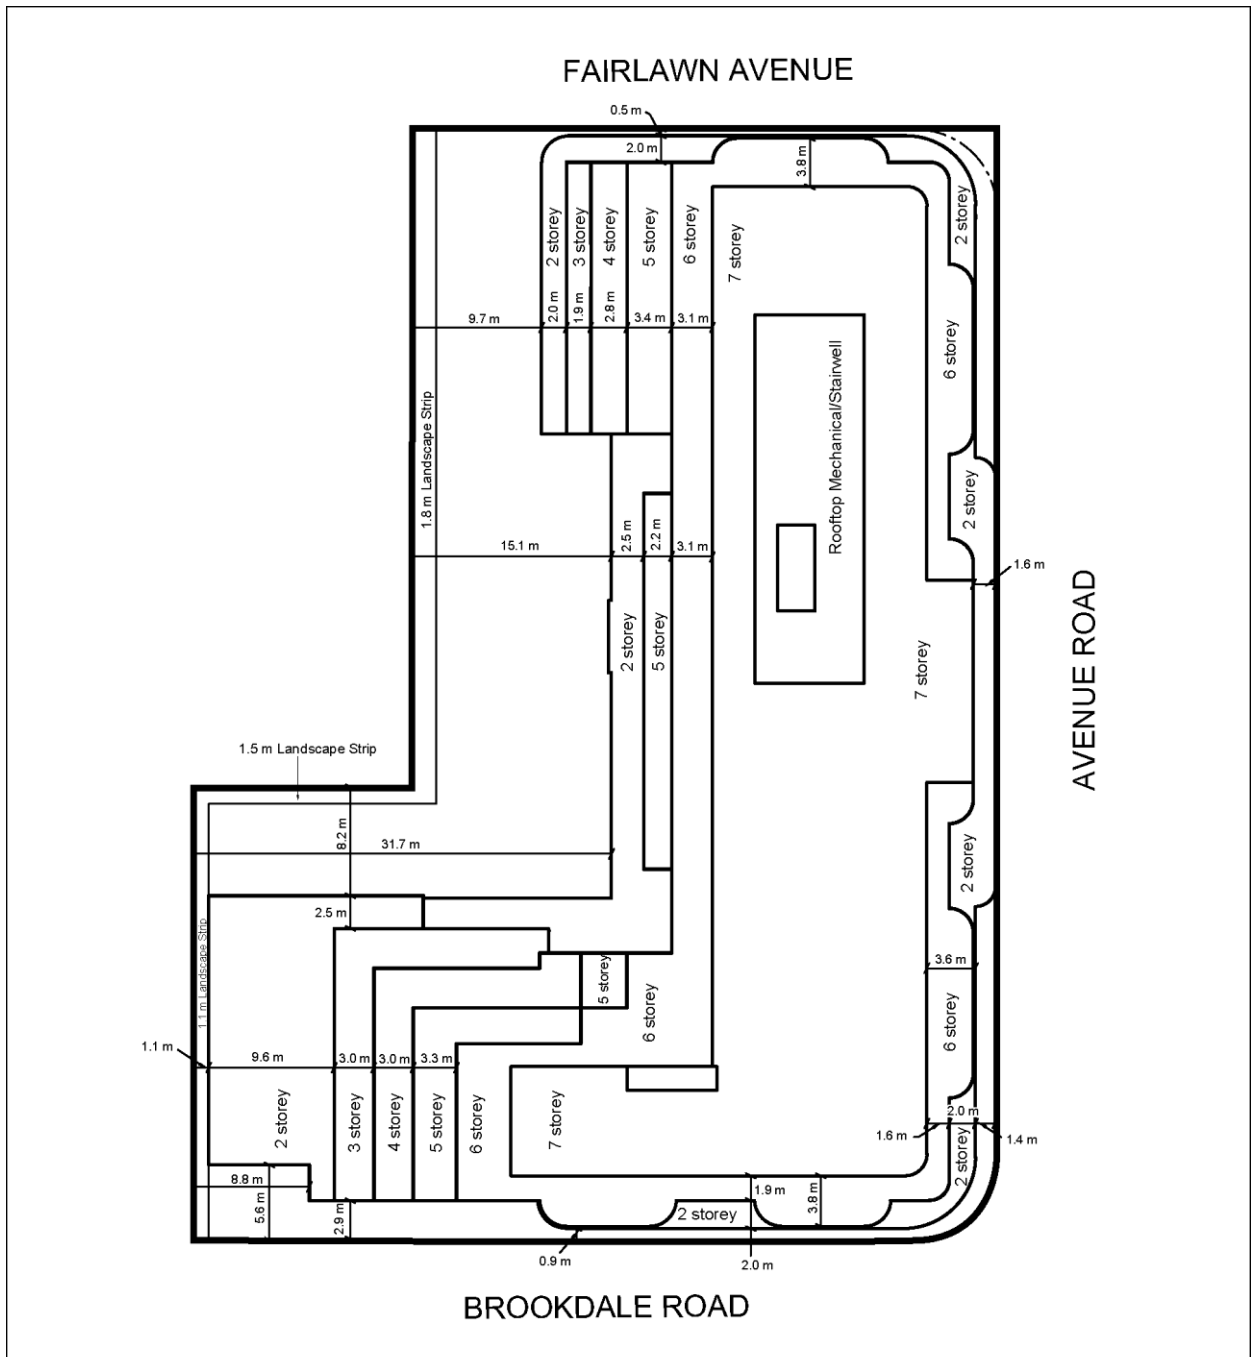 FAIRLAWN AVENUE
0.5 m
2.0 m
3.8 m
2 storey
3 storey
4 storey
5 storey
6 storey
7 storey
2 storey
9.7 m
2.0 m
1.9 m
2.8 m
3.4 m
3.1 m
6 storey
Rooftop Mechanical/Stairwell
1.8 m Landscape Strip
2 storey
15.1 m
2.5 m
2.2 m
3.1 m
1.6 m
2 storey
5 storey
7 storey
AVENUE ROAD
1.5 m Landscape Strip
8.2 m
31.7 m
2 storey
2.5 m
1.1 m Landscape Strip
5 storey
6 storey
3.6 m
6 storey
1.1 m
9.6 m
3.0 m
3.0 m
3.3 m
2 storey
3 storey
4 storey
5 storey
6 storey
7 storey
2.0 m
1.6 m
1.4 m
2 storey
8.8 m
5.6 m
2.9 m
1.9 m
3.8 m
2 storey
0.9 m
2.0 m
BROOKDALE ROAD